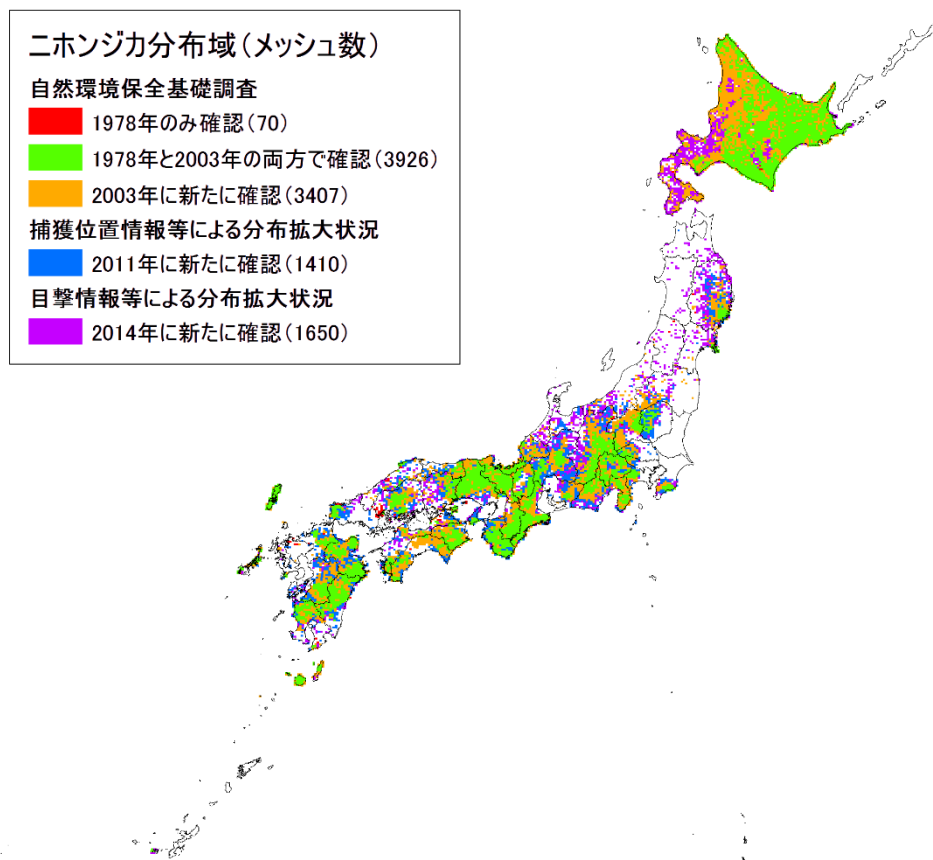 ニホンジカ分布域（メッシュ数）
自然環境保全基礎調査
1978年のみ確認（70）
1978年と2003年の両方で確認（3926）
2003年に新たに確認（3407）
捕獲位置情報等による分布拡大状況
2011年に新たに確認（1410）
目撃情報等による分布拡大状況
2014年に新たに確認（1650）